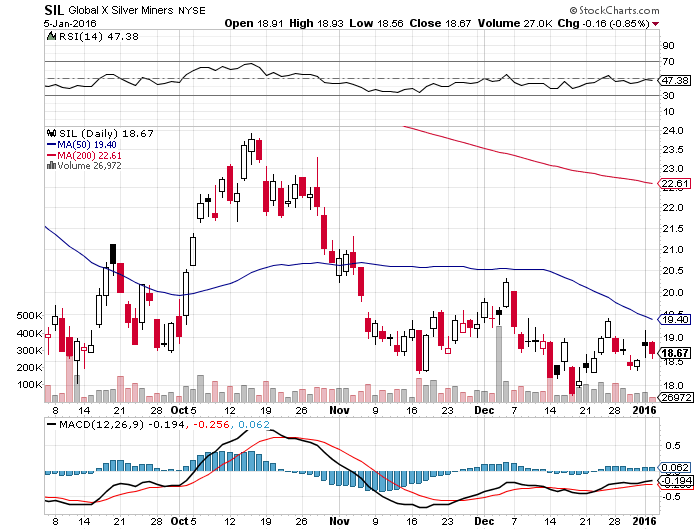 SIL Global X Silver Miners NYSE © StockCharts.com
5-Jan-2016 Open 18.91 High 18.93 Low 18.56 Close 18.67 Volume 27.0K Chg -0.16 (-0.85%)
RSI(14) 47.38
90
70
47.38
30
10
SIL (Daily) 18.67
MA(50) 19.40
MA(200) 22.61
Volume 26,972
24.0
23.5
23.0
22.61
22.0
21.5
21.0
20.5
20.0
19.40
19.0
18.67
18.5
18.0
500K
400K
300K
200K
100K
26972
8 14 21 28 Oct 5 12 19 26 Nov 9 16 23 Dec 7 14 21 28 2016
MACD(12,26,9) -0.194, -0.256, 0.062
0.5
0.062
-0.194
-0.5
8 14 21 28 Oct 5 12 19 26 Nov 9 16 23 Dec 7 14 21 28 2016